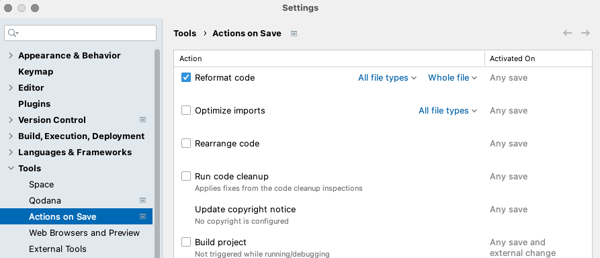 Settings
Tools › Actions on Save
Action Activated On
Appearance & Behavior
Keymap
Editor
Plugins
Version Control
Build, Execution, Deployment
Languages & Frameworks
Tools
Space
Qodana
Actions on Save
Web Browsers and Preview
External Tools
Reformat code All file types Whole file Any save
Optimize imports All file types Any save
Rearrange code Any save
Run code cleanup Any save
Applies fixes from the code cleanup inspections
Update copyright notice Any save
No copyright is configured
Build project Any save and
Not triggered while running/debugging external change